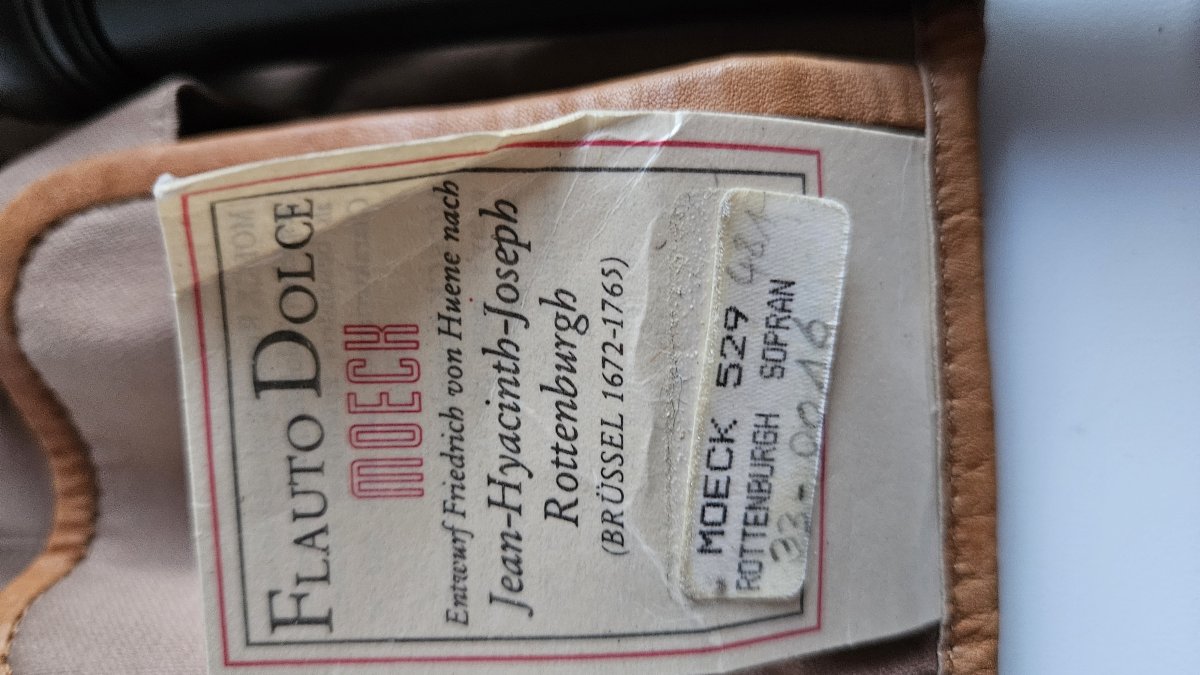 FLAUTO DOLCE
MOECK
Entwurf Friedrich von Huene nach
Jean-Hyacinth-Joseph
Rottenburgh
(BRÜSSEL 1672-1765)
MOECK 529
ROTTENBURGH SOPRAN